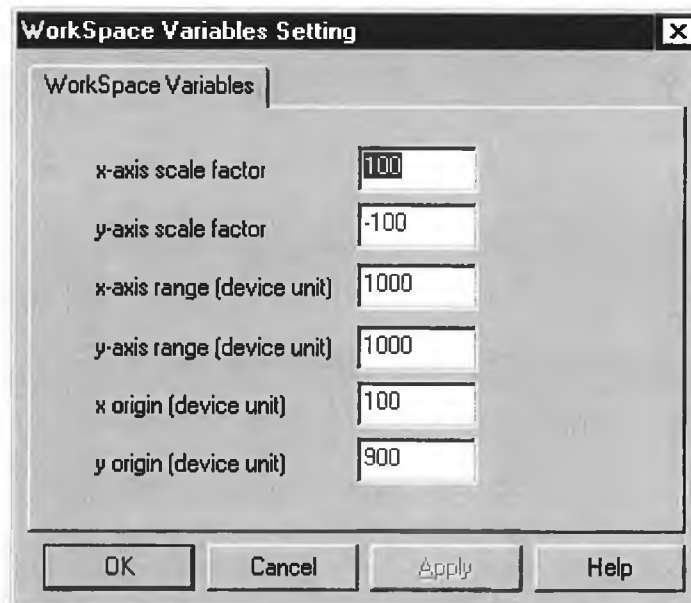 WorkSpace Variables Setting
WorkSpace Variables
x-axis scale factor 100
y-axis scale factor -100
x-axis range (device unit) 1000
y-axis range (device unit) 1000
x origin (device unit) 100
y origin (device unit) 900
OK Cancel Apply Help